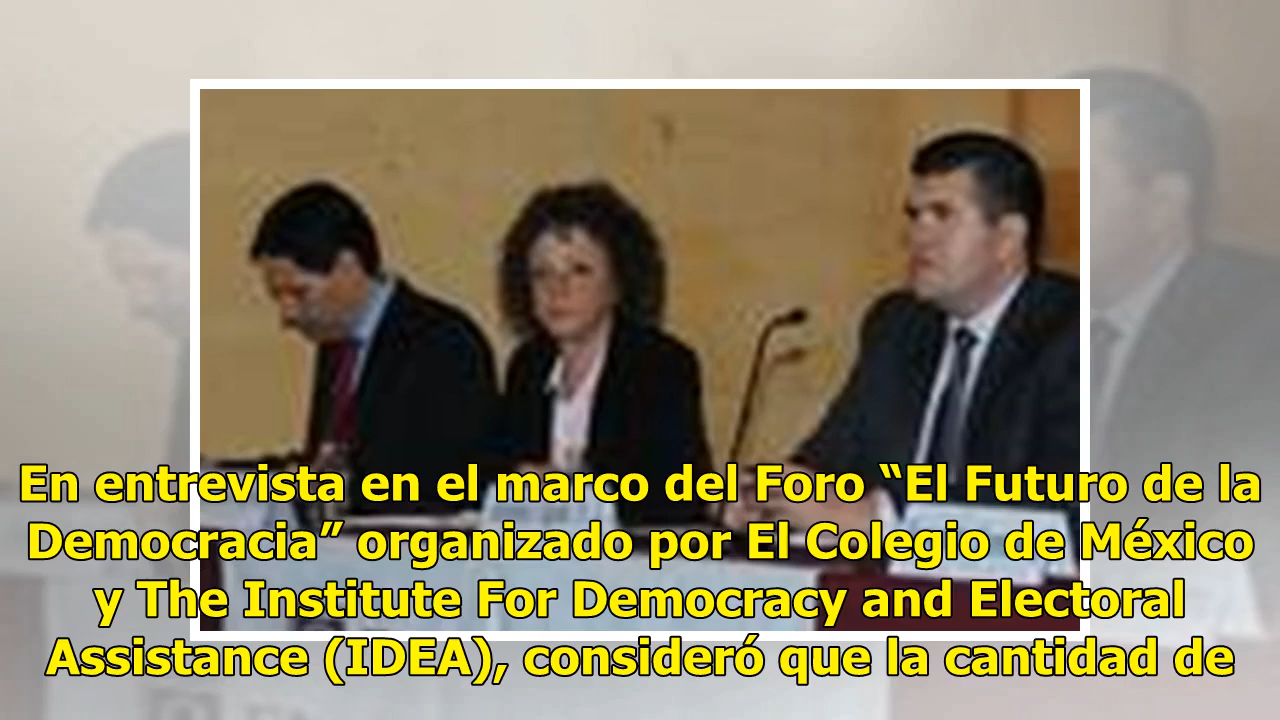 En entrevista en el marco del Foro “El Futuro de la
Democracia” organizado por El Colegio de México
y The Institute For Democracy and Electoral
Assistance (IDEA), consideró que la cantidad de